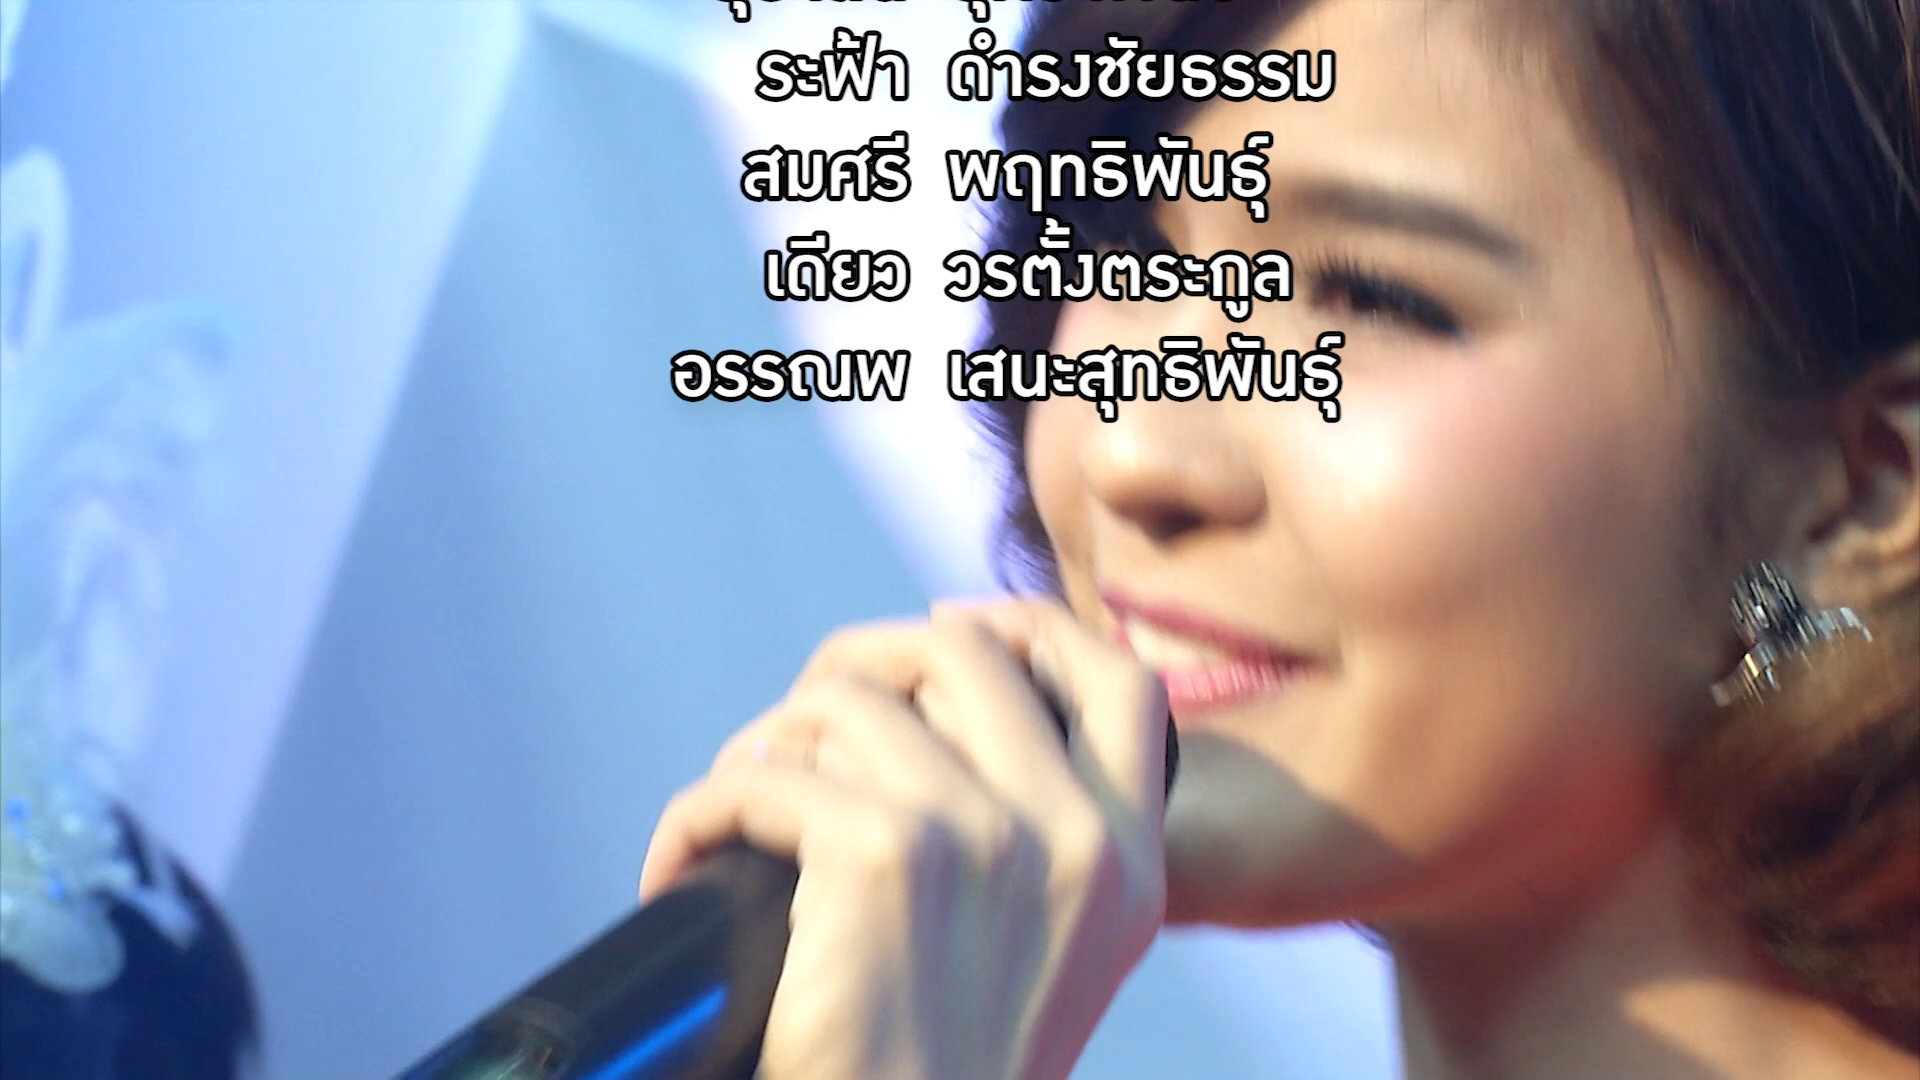 ระฟ้า ดำรงชัยธรรม
สมศรี พฤทธิพันธุ์
เดียว วรตั้งตระกูล
อรรณพ เสนะสุทธิพันธุ์